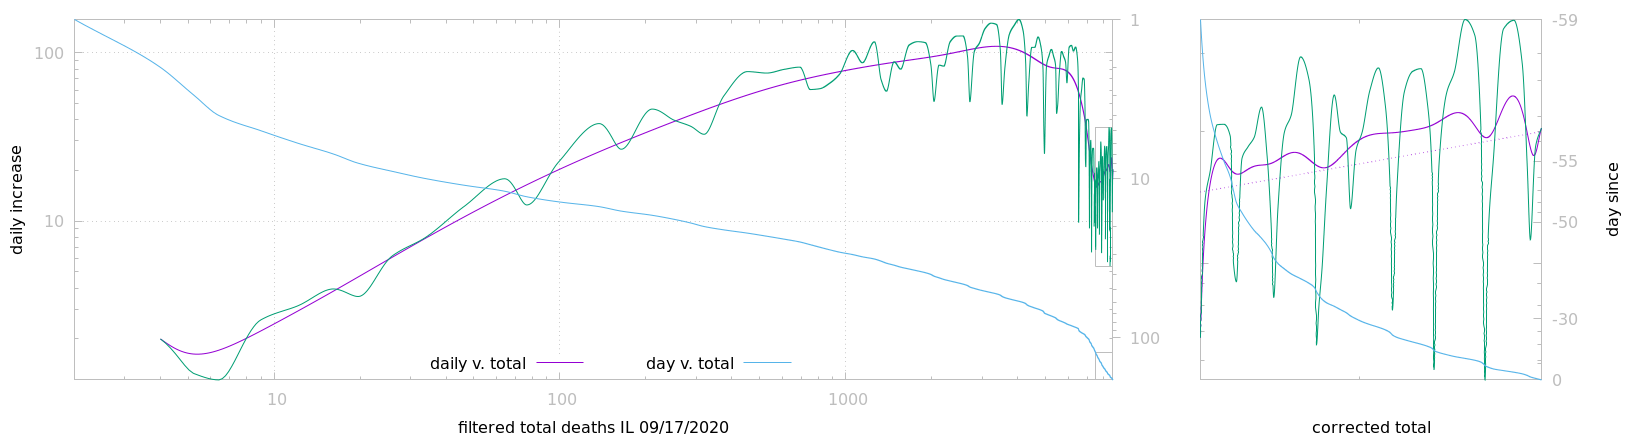 1
-59
100
-55
10
-50
10
-30
100
0
daily increase
day since
daily v. total
day v. total
10
100
1000
filtered total deaths IL 09/17/2020
corrected total